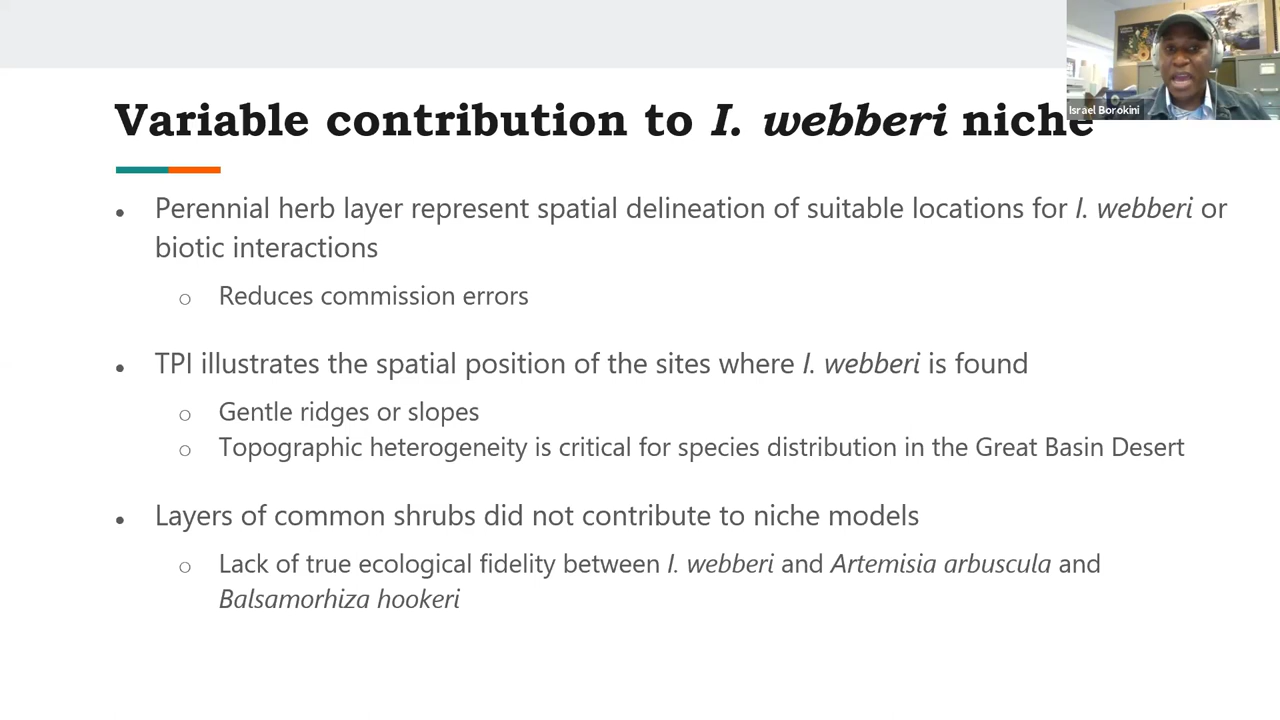 Variable contribution to I. webberi niche
Israel Borokini
• Perennial herb layer represent spatial delineation of suitable locations for I. webberi or
biotic interactions
○ Reduces commission errors
• TPI illustrates the spatial position of the sites where I. webberi is found
○ Gentle ridges or slopes
○ Topographic heterogeneity is critical for species distribution in the Great Basin Desert
• Layers of common shrubs did not contribute to niche models
○ Lack of true ecological fidelity between I. webberi and Artemisia arbuscula and
Balsamorhiza hookeri